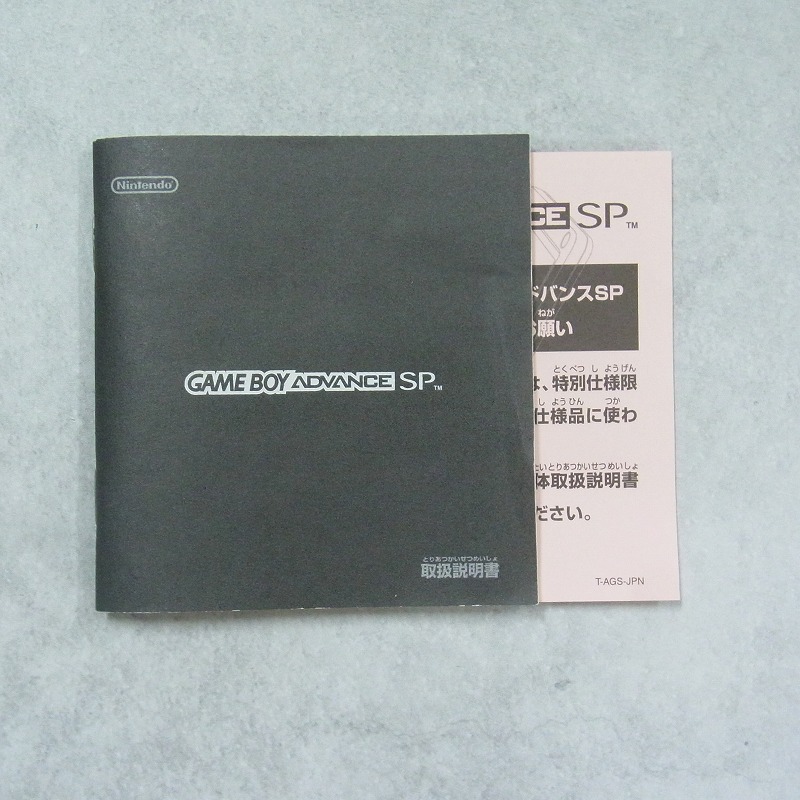 Nintendo
GAME BOY ADVANCE SP™
とりあつかいせつめいしょ
取扱説明書
CE SP™
ドバンスSP
ねが
お願い
とくべつ し ようげん
は、特別仕様限
し ようひん つか
仕様品に使わ
たいとりあつかいせつめいしょ
体取扱説明書
ださい。
T-AGS-JPN